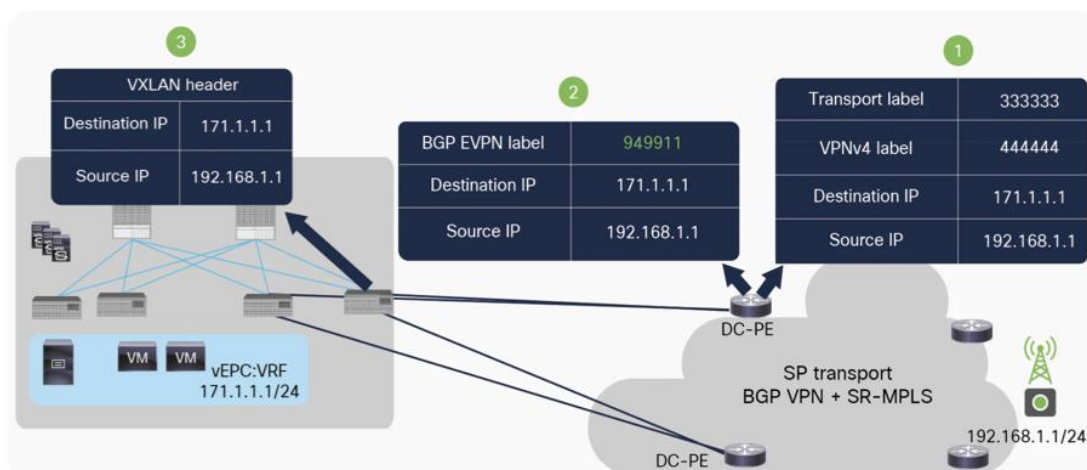 3
VXLAN header
Destination IP 171.1.1.1
Source IP 192.168.1.1
2
BGP EVPN label 949911
Destination IP 171.1.1.1
Source IP 192.168.1.1
1
Transport label 333333
VPNv4 label 444444
Destination IP 171.1.1.1
Source IP 192.168.1.1
VM VM
vEPC:VRF
171.1.1.1/24
DC-PE
SP transport
BGP VPN + SR-MPLS
192.168.1.1/24
DC-PE